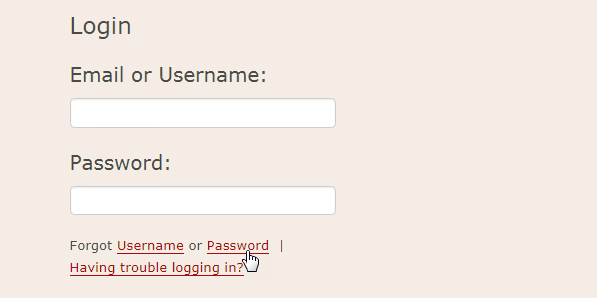 Login
Email or Username:
Password:
Forgot Username or Password |
Having trouble logging in?